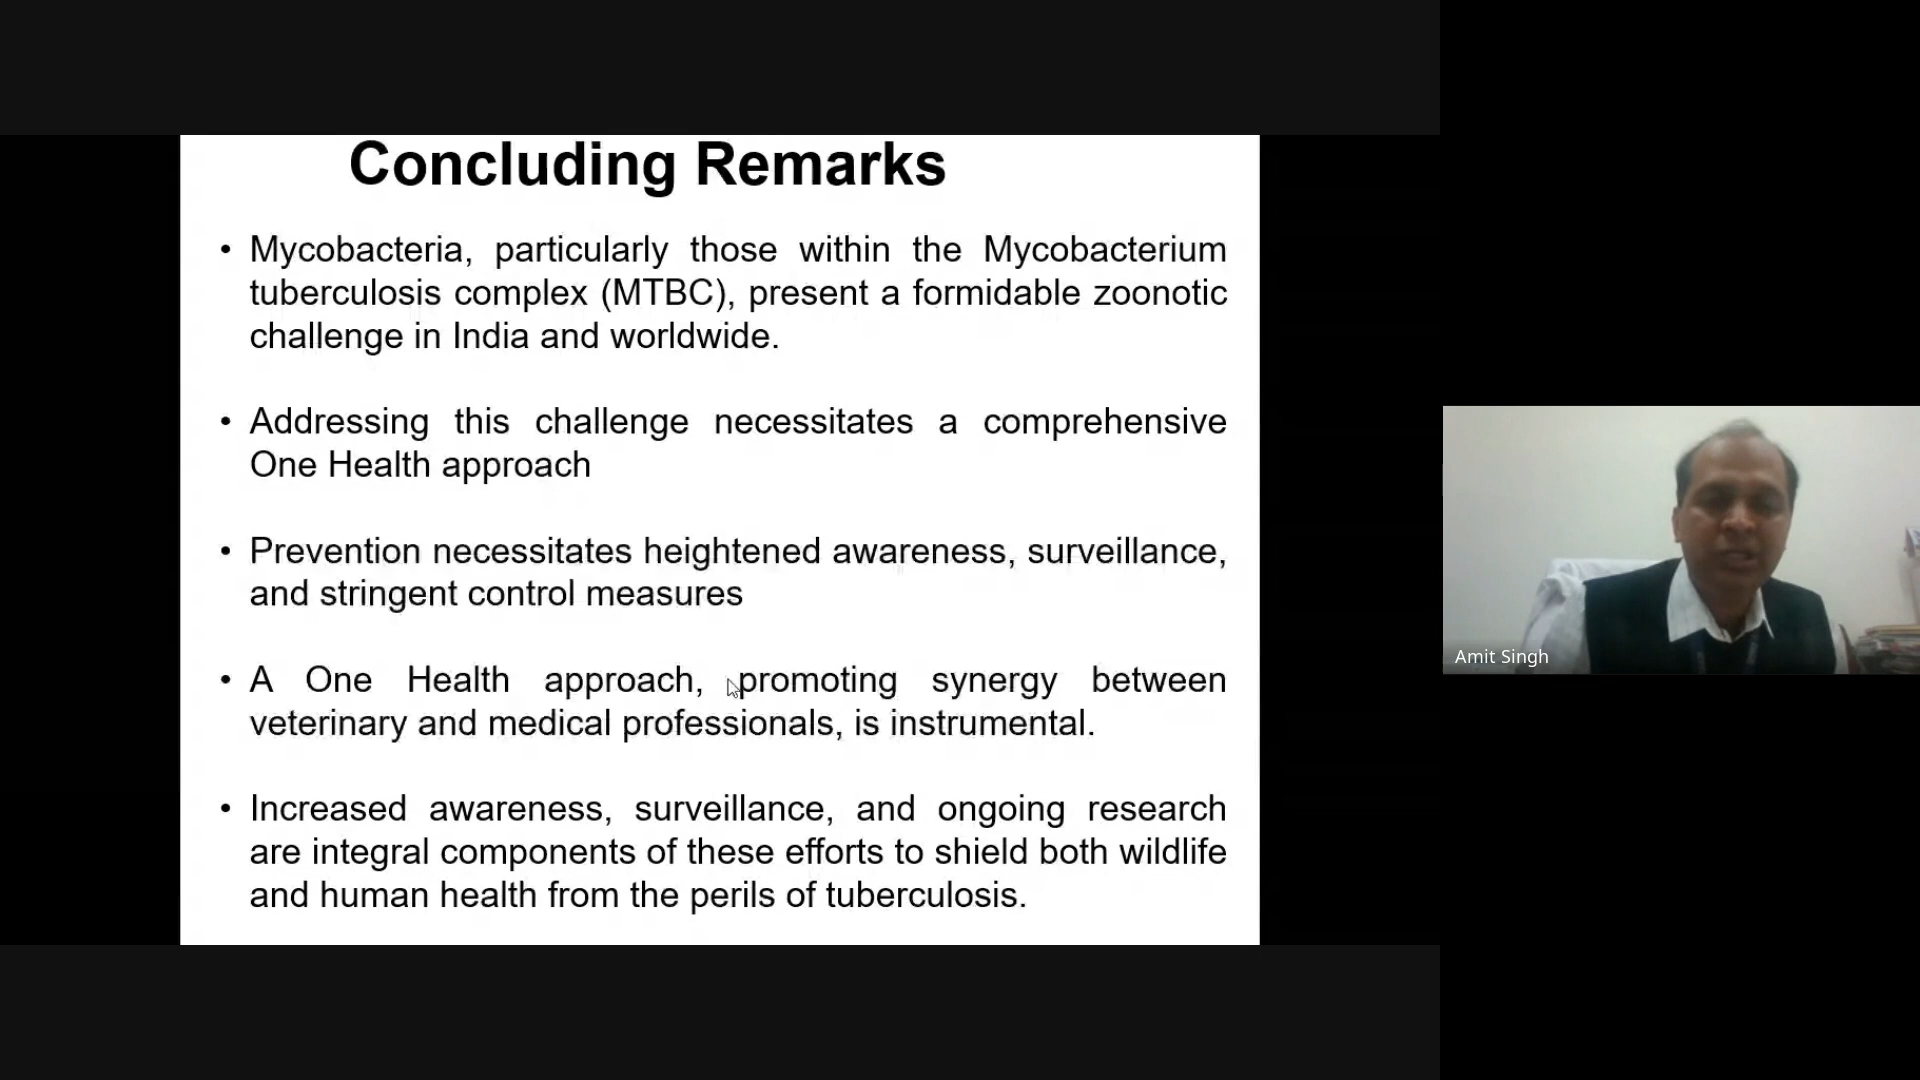 Concluding Remarks
• Mycobacteria, particularly those within the Mycobacterium
tuberculosis complex (MTBC), present a formidable zoonotic
challenge in India and worldwide.
• Addressing this challenge necessitates a comprehensive
One Health approach
• Prevention necessitates heightened awareness, surveillance,
and stringent control measures
• A One Health approach, promoting synergy between
veterinary and medical professionals, is instrumental.
• Increased awareness, surveillance, and ongoing research
are integral components of these efforts to shield both wildlife
and human health from the perils of tuberculosis.
Amit Singh